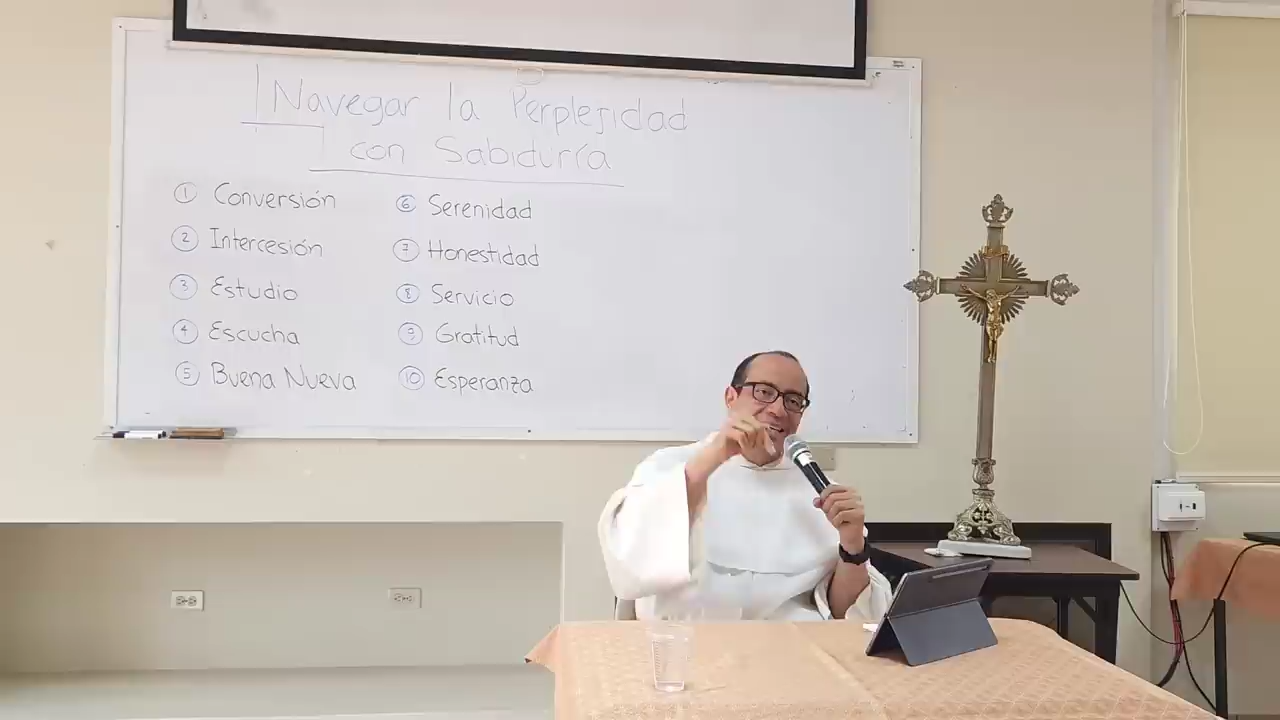 Navegar la Perplejidad
con Sabiduría
1 Conversión
2 Intercesión
3 Estudio
4 Escucha
5 Buena Nueva
6 Serenidad
7 Honestidad
8 Servicio
9 Gratitud
10 Esperanza